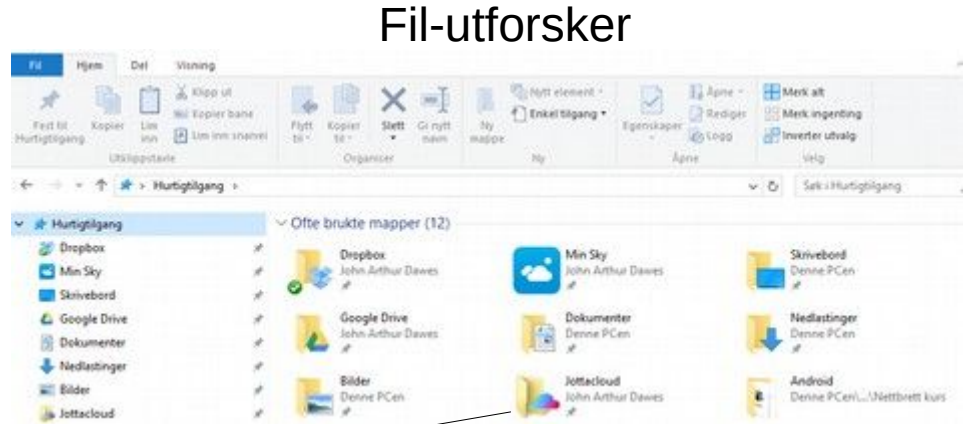 Fil-utforsker
Fil Hjem Del Visning
Fest til Hurtigtilgang
Kopier
Lim inn
Klipp ut
Kopier bane
Lim inn snarvei
Utklippstavle
Flytt til
Kopier til
Slett
Gi nytt navn
Organiser
Ny mappe
Nytt element
Enkel tilgang
Ny
Egenskaper
Åpne
Rediger
Logg
Åpne
Merk alt
Merk ingenting
Inverter utvalg
Velg
Hurtigtilgang
Søk i Hurtigtilgang
Hurtigtilgang
Dropbox
Min Sky
Skrivebord
Google Drive
Dokumenter
Nedlastinger
Bilder
Jottacloud
Ofte brukte mapper (12)
Dropbox
John Arthur Dawes
Min Sky
John Arthur Dawes
Skrivebord
Denne PCen
Google Drive
John Arthur Dawes
Dokumenter
Denne PCen
Nedlastinger
Denne PCen
Bilder
Denne PCen
Jottacloud
John Arthur Dawes
Android
Denne PCen\...\Nettbrett kurs